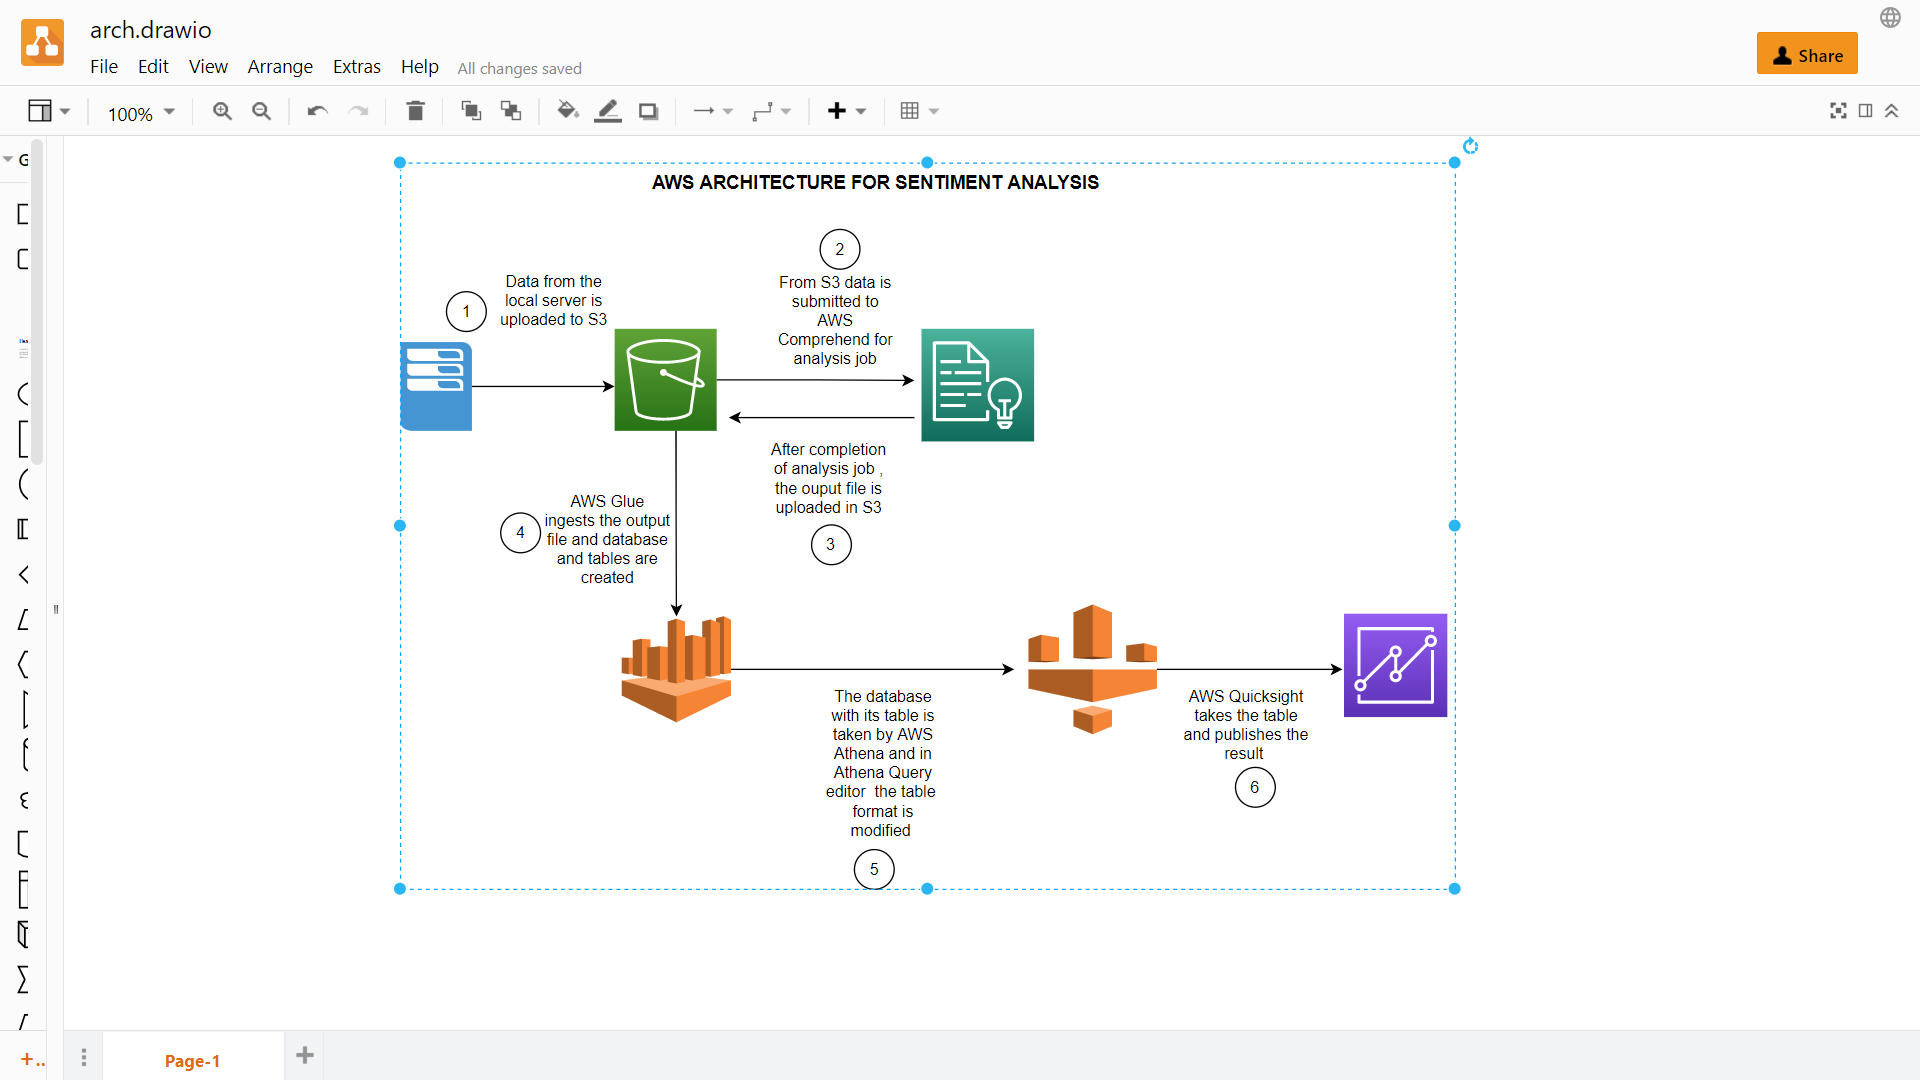 arch.drawio
File Edit View Arrange Extras Help All changes saved
Share
100%
G
AWS ARCHITECTURE FOR SENTIMENT ANALYSIS
1
Data from the
local server is
uploaded to S3
2
From S3 data is
submitted to
AWS
Comprehend for
analysis job
After completion
of analysis job ,
the ouput file is
uploaded in S3
3
4
AWS Glue
ingests the output
file and database
and tables are
created
The database
with its table is
taken by AWS
Athena and in
Athena Query
editor the table
format is
modified
5
AWS Quicksight
takes the table
and publishes the
result
6
+..
Page-1